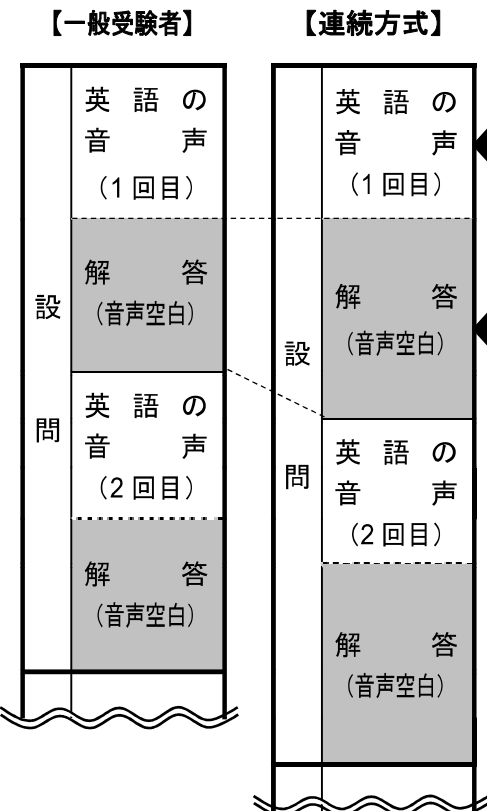 【一般受験者】
設問
英語の
音声
（1回目）
解答
（音声空白）
英語の
音声
（2回目）
解答
（音声空白）
【連続方式】
設問
英語の
音声
（1回目）
解答
（音声空白）
英語の
音声
（2回目）
解答
（音声空白）